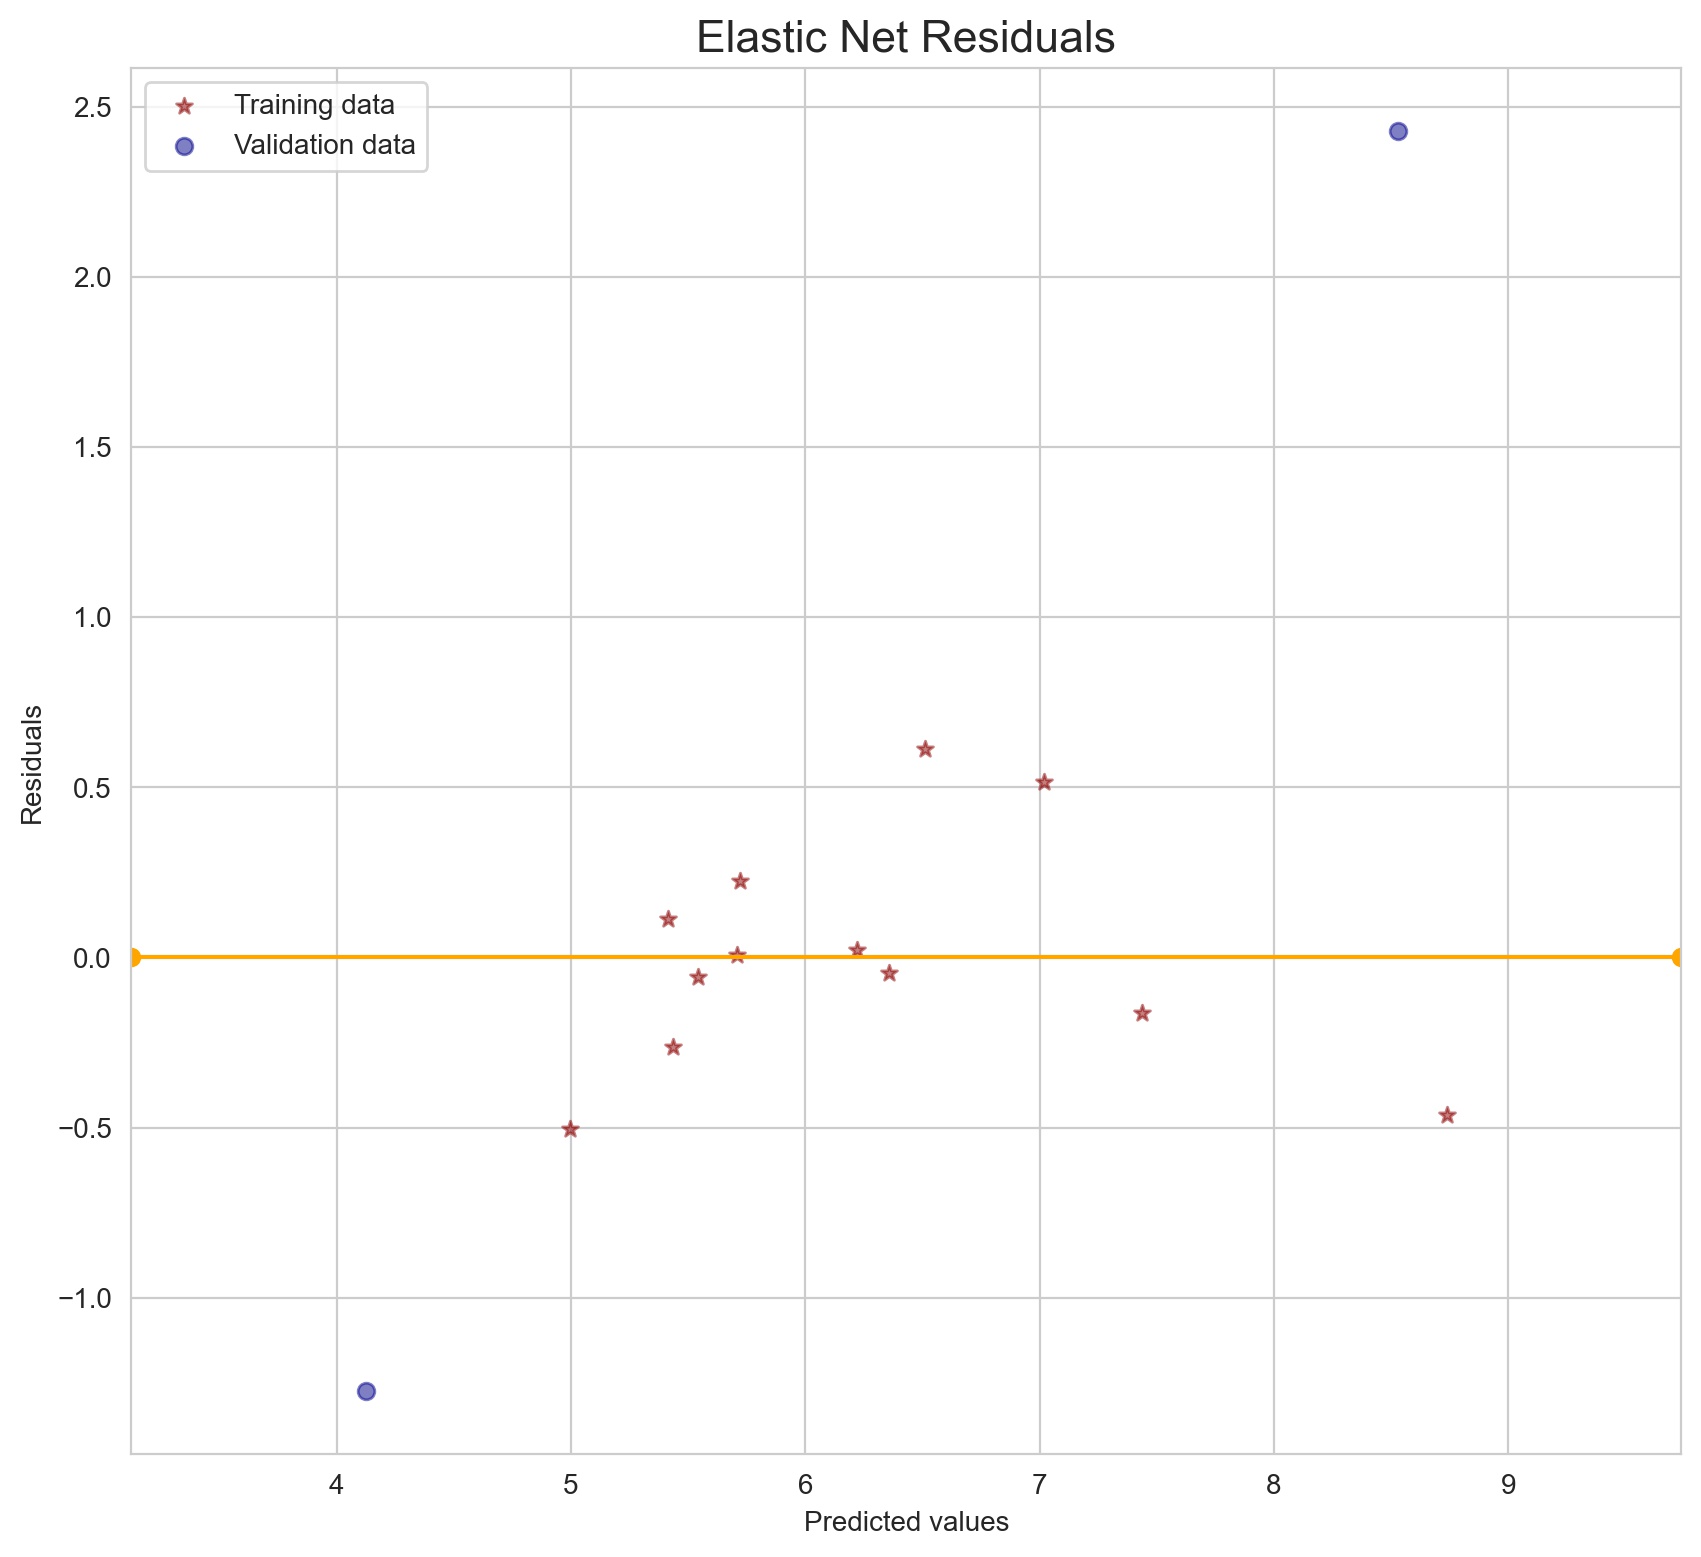 Elastic Net Residuals
Training data
Validation data
2.5
2.0
1.5
1.0
0.5
0.0
−0.5
−1.0
Residuals
4 5 6 7 8 9
Predicted values